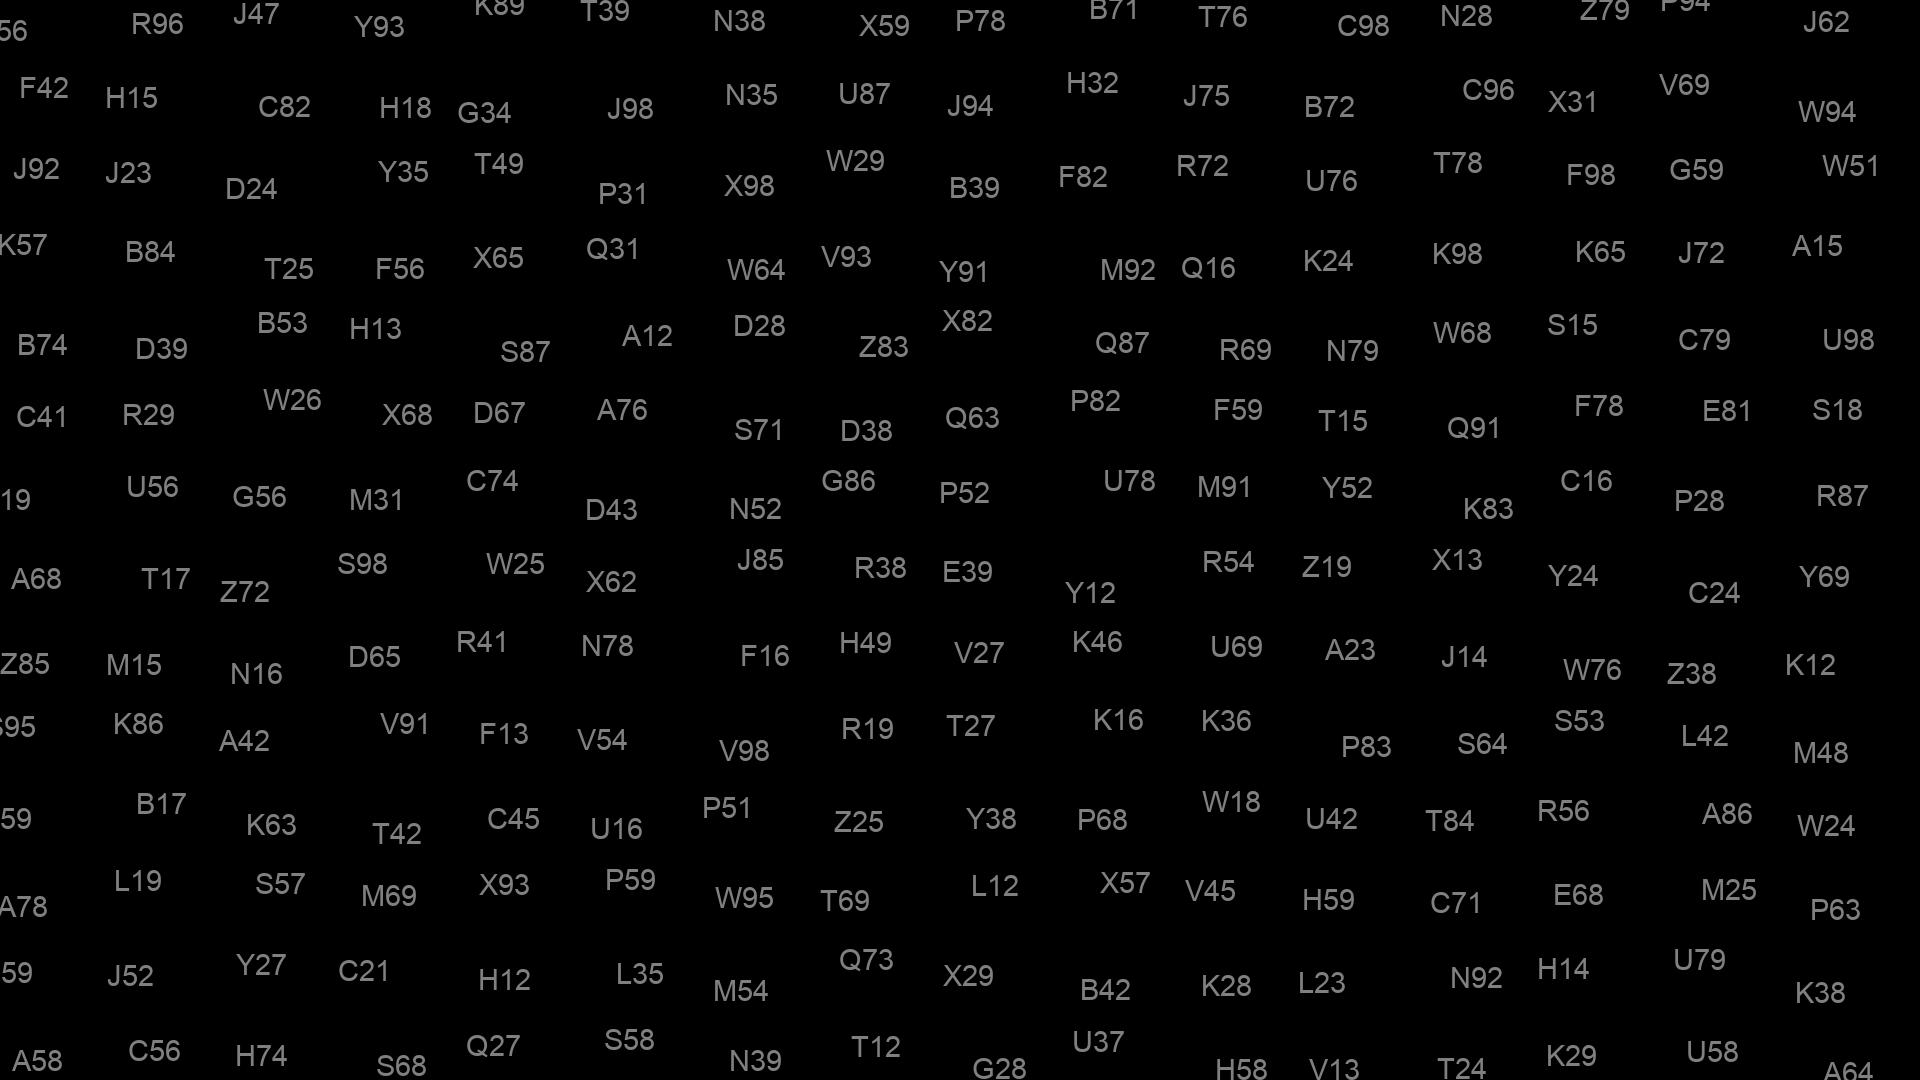 56 R96 J47 Y93 K89 T39 N38 X59 P78 B71 T76 C98 N28 Z79 P94 J62
F42 H15 C82 H18 G34 J98 N35 U87 J94 H32 J75 B72 C96 X31 V69 W94
J92 J23 D24 Y35 T49 P31 X98 W29 B39 F82 R72 U76 T78 F98 G59 W51
K57 B84 T25 F56 X65 Q31 W64 V93 Y91 M92 Q16 K24 K98 K65 J72 A15
B74 D39 B53 H13 S87 A12 D28 Z83 X82 Q87 R69 N79 W68 S15 C79 U98
C41 R29 W26 X68 D67 A76 S71 D38 Q63 P82 F59 T15 Q91 F78 E81 S18
19 U56 G56 M31 C74 D43 N52 G86 P52 U78 M91 Y52 K83 C16 P28 R87
A68 T17 Z72 S98 W25 X62 J85 R38 E39 Y12 R54 Z19 X13 Y24 C24 Y69
Z85 M15 N16 D65 R41 N78 F16 H49 V27 K46 U69 A23 J14 W76 Z38 K12
S95 K86 A42 V91 F13 V54 V98 R19 T27 K16 K36 P83 S64 S53 L42 M48
59 B17 K63 T42 C45 U16 P51 Z25 Y38 P68 W18 U42 T84 R56 A86 W24
A78 L19 S57 M69 X93 P59 W95 T69 L12 X57 V45 H59 C71 E68 M25 P63
59 J52 Y27 C21 H12 L35 M54 Q73 X29 B42 K28 L23 N92 H14 U79 K38
A58 C56 H74 S68 Q27 S58 N39 T12 G28 U37 H58 V13 T24 K29 U58 A64